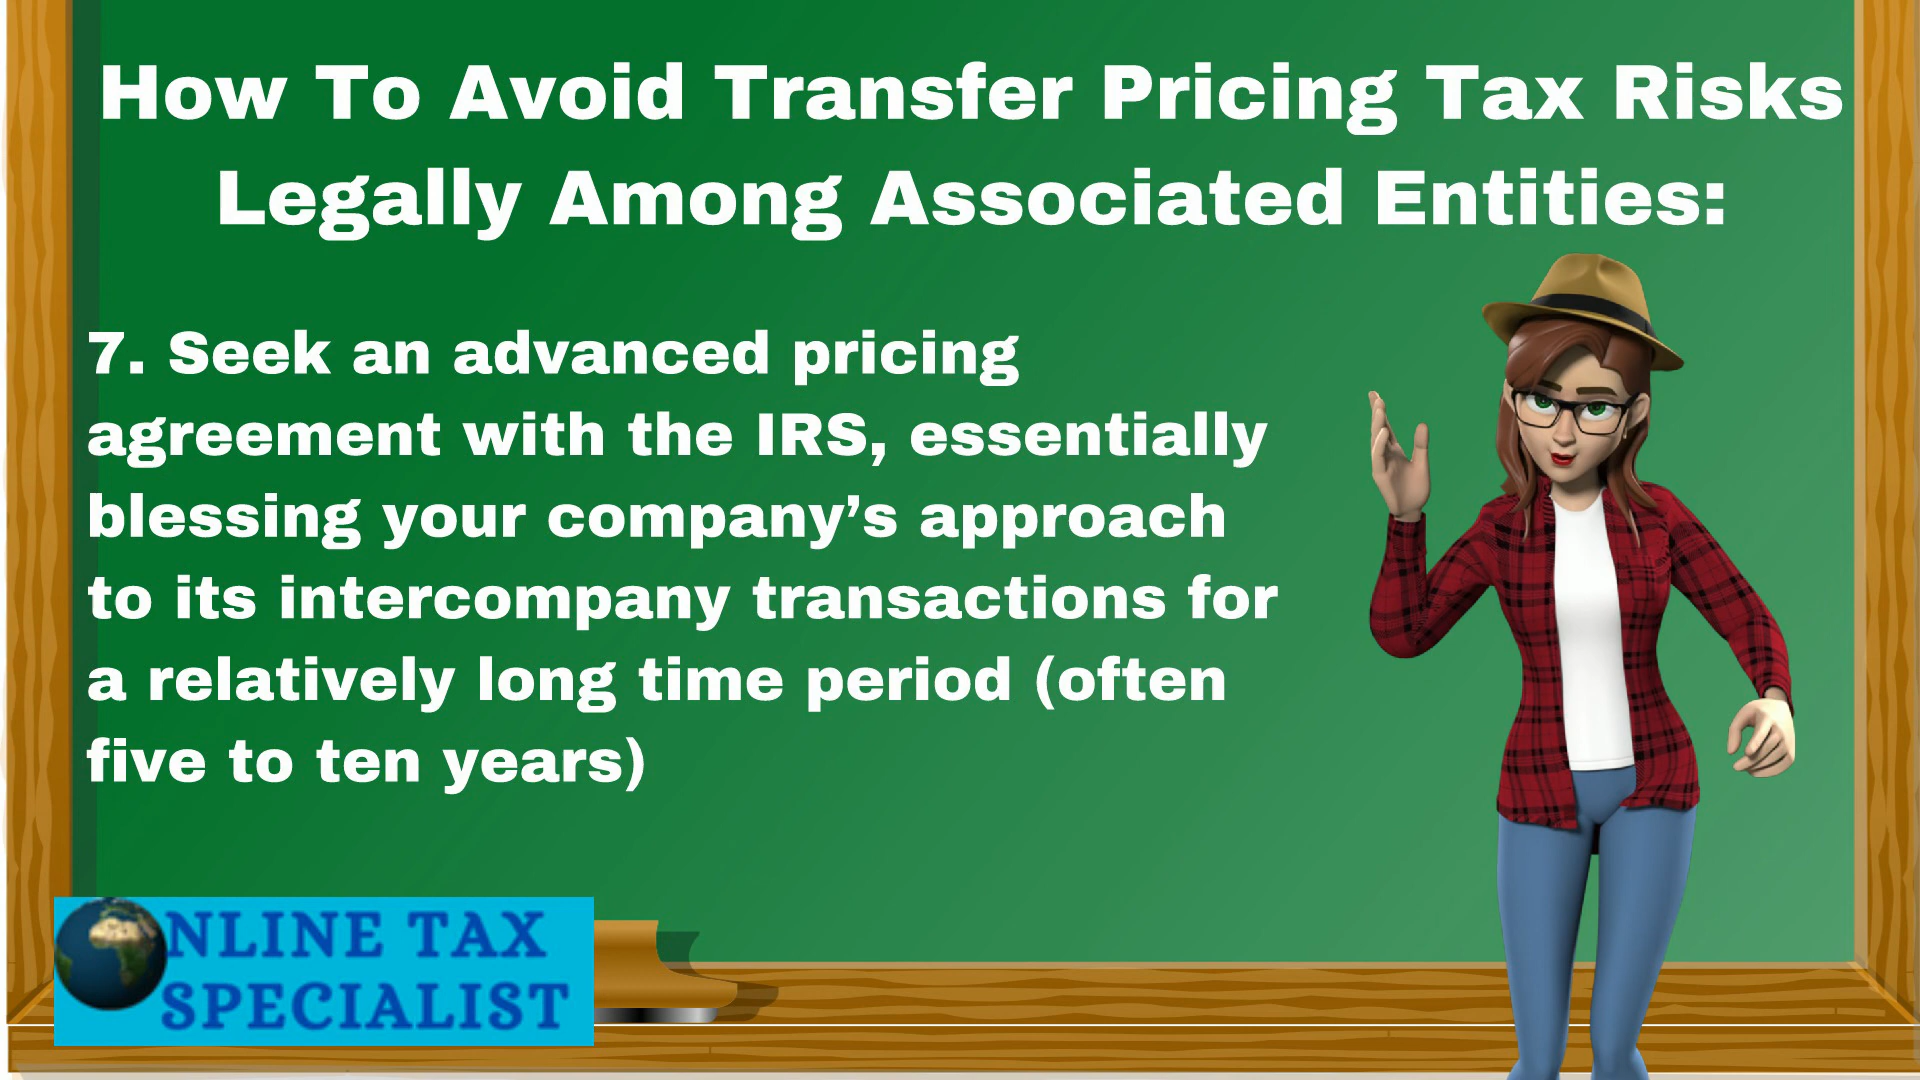 How To Avoid Transfer Pricing Tax Risks
Legally Among Associated Entities:
7. Seek an advanced pricing
agreement with the IRS, essentially
blessing your company’s approach
to its intercompany transactions for
a relatively long time period (often
five to ten years)
NLINE TAX
SPECIALIST